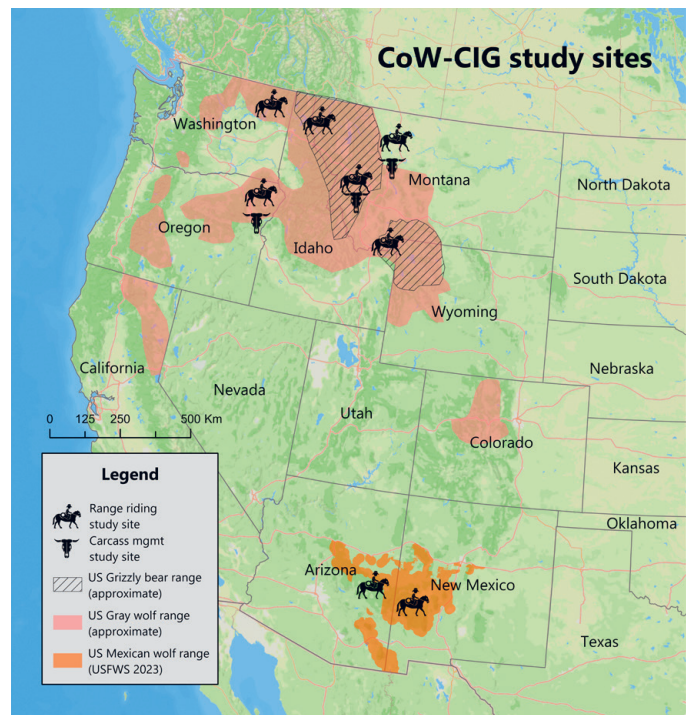 CoW-CIG study sites
Washington
Montana
North Dakota
Oregon
Idaho
South Dakota
Wyoming
California
Nebraska
Nevada
Utah
Colorado
Kansas
Oklahoma
Arizona
New Mexico
Texas
0 125 250 500 Km
Legend
Range riding
study site
Carcass mgmt
study site
US Grizzly bear range
(approximate)
US Gray wolf range
(approximate)
US Mexican wolf range
(USFWS 2023)